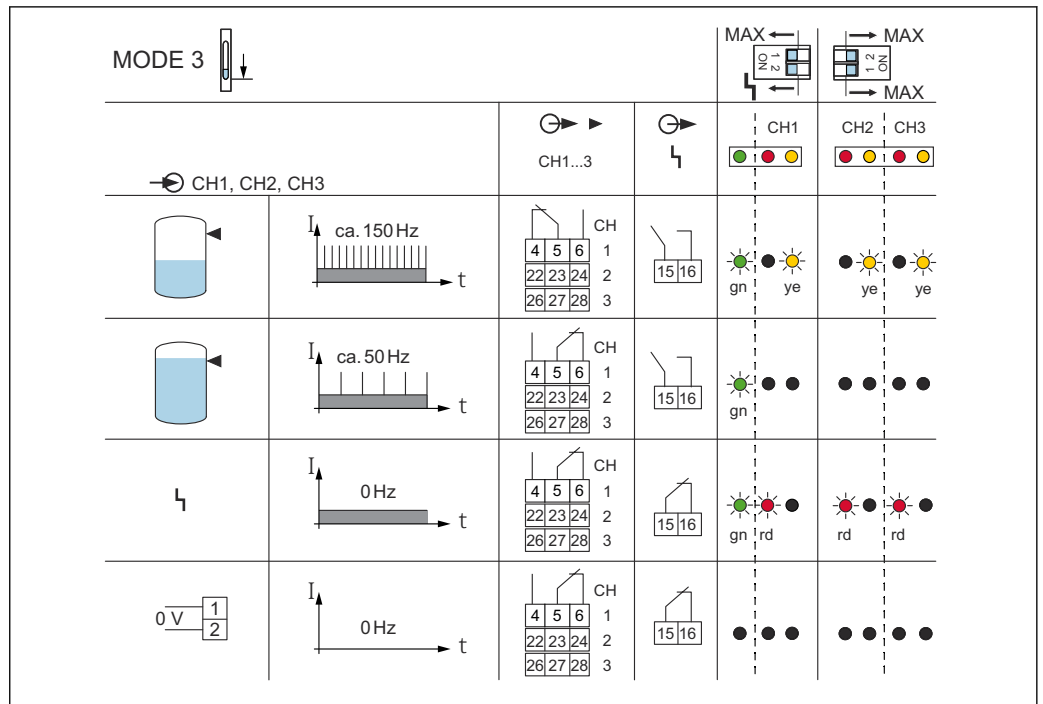 MODE 3
MAX
MAX
ON
1 2
1 2
ON
MAX
CH1...3
CH1
CH2 CH3
CH1, CH2, CH3
I
ca. 150 Hz
t
CH
4 5 6 1
22 23 24 2
26 27 28 3
15 16
gn ye
ye ye
I
ca. 50 Hz
t
CH
4 5 6 1
22 23 24 2
26 27 28 3
15 16
gn
I
0 Hz
t
CH
4 5 6 1
22 23 24 2
26 27 28 3
15 16
gn rd
rd rd
0 V
1
2
I
0 Hz
t
CH
4 5 6 1
22 23 24 2
26 27 28 3
15 16